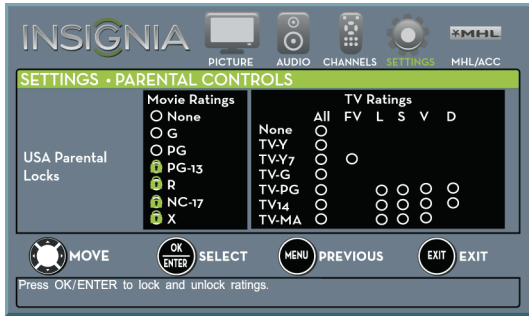 INSIGNIA
PICTURE AUDIO CHANNELS SETTINGS MHL MHL/ACC
SETTINGS • PARENTAL CONTROLS
USA Parental
Locks
Movie Ratings
None
G
PG
PG-13
R
NC-17
X
TV Ratings
All FV L S V D
None
TV-Y
TV-Y7
TV-G
TV-PG
TV14
TV-MA
MOVE OK/ENTER SELECT MENU PREVIOUS EXIT EXIT
Press OK/ENTER to lock and unlock ratings.